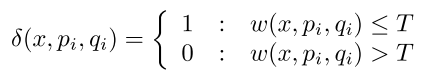 δ(x, p_i, q_i) = { 1 : w(x, p_i, q_i) ≤ T
0 : w(x, p_i, q_i) > T